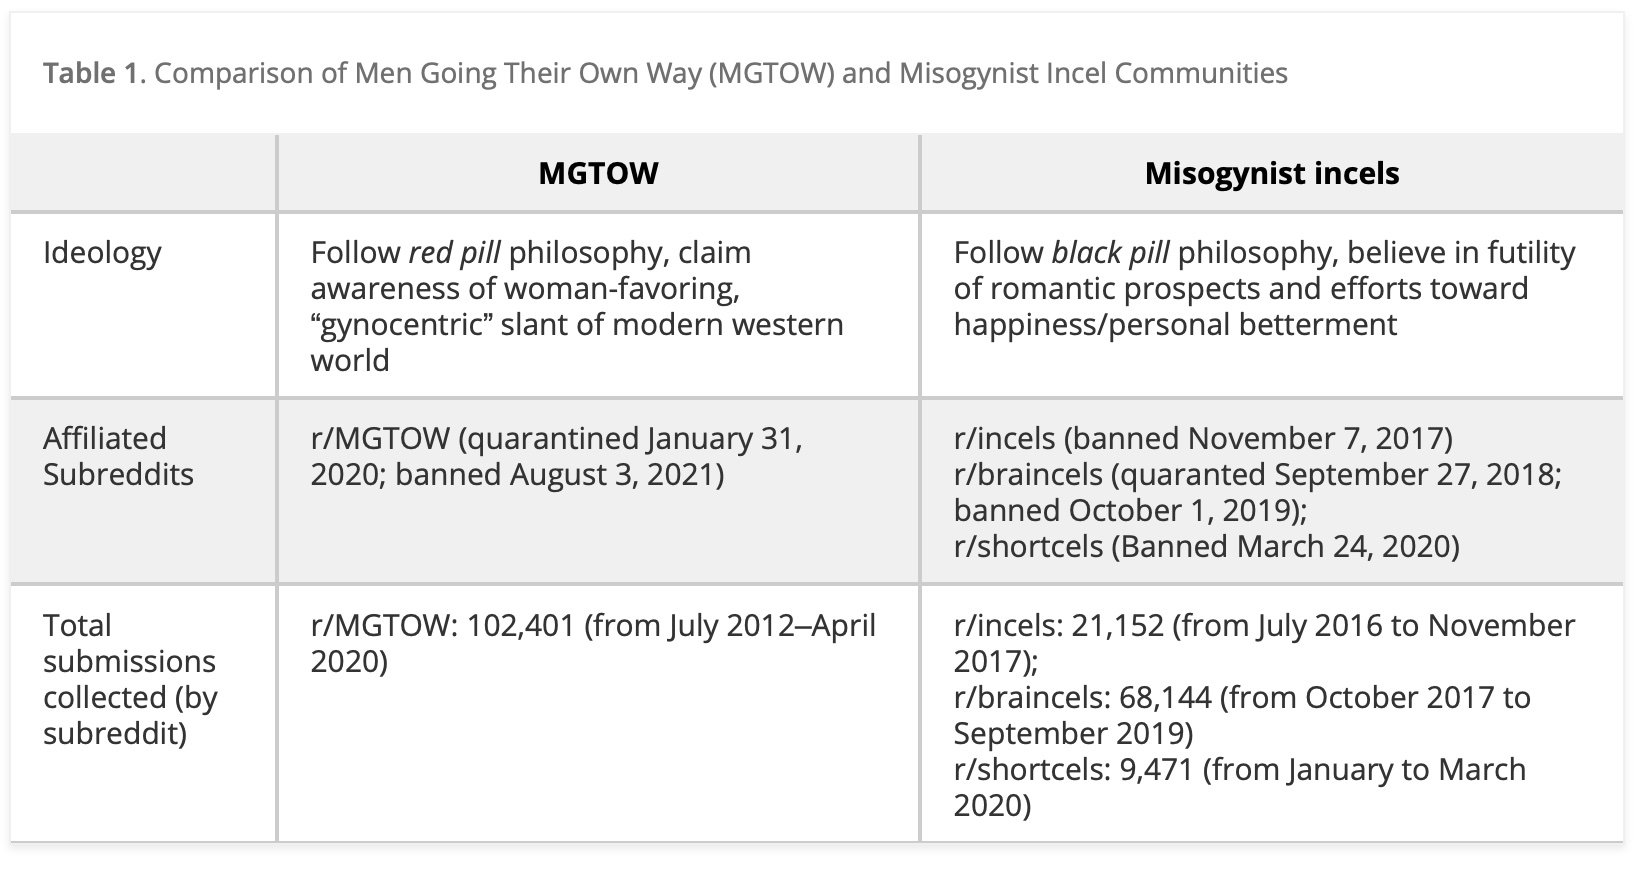 Table 1. Comparison of Men Going Their Own Way (MGTOW) and Misogynist Incel Communities
MGTOW
Misogynist incels
Ideology
Follow red pill philosophy, claim
awareness of woman-favoring,
“gynocentric” slant of modern western
world
Follow black pill philosophy, believe in futility
of romantic prospects and efforts toward
happiness/personal betterment
Affiliated
Subreddits
r/MGTOW (quarantined January 31,
2020; banned August 3, 2021)
r/incels (banned November 7, 2017)
r/braincels (quaranted September 27, 2018;
banned October 1, 2019);
r/shortcels (Banned March 24, 2020)
Total
submissions
collected (by
subreddit)
r/MGTOW: 102,401 (from July 2012–April
2020)
r/incels: 21,152 (from July 2016 to November
2017);
r/braincels: 68,144 (from October 2017 to
September 2019)
r/shortcels: 9,471 (from January to March
2020)